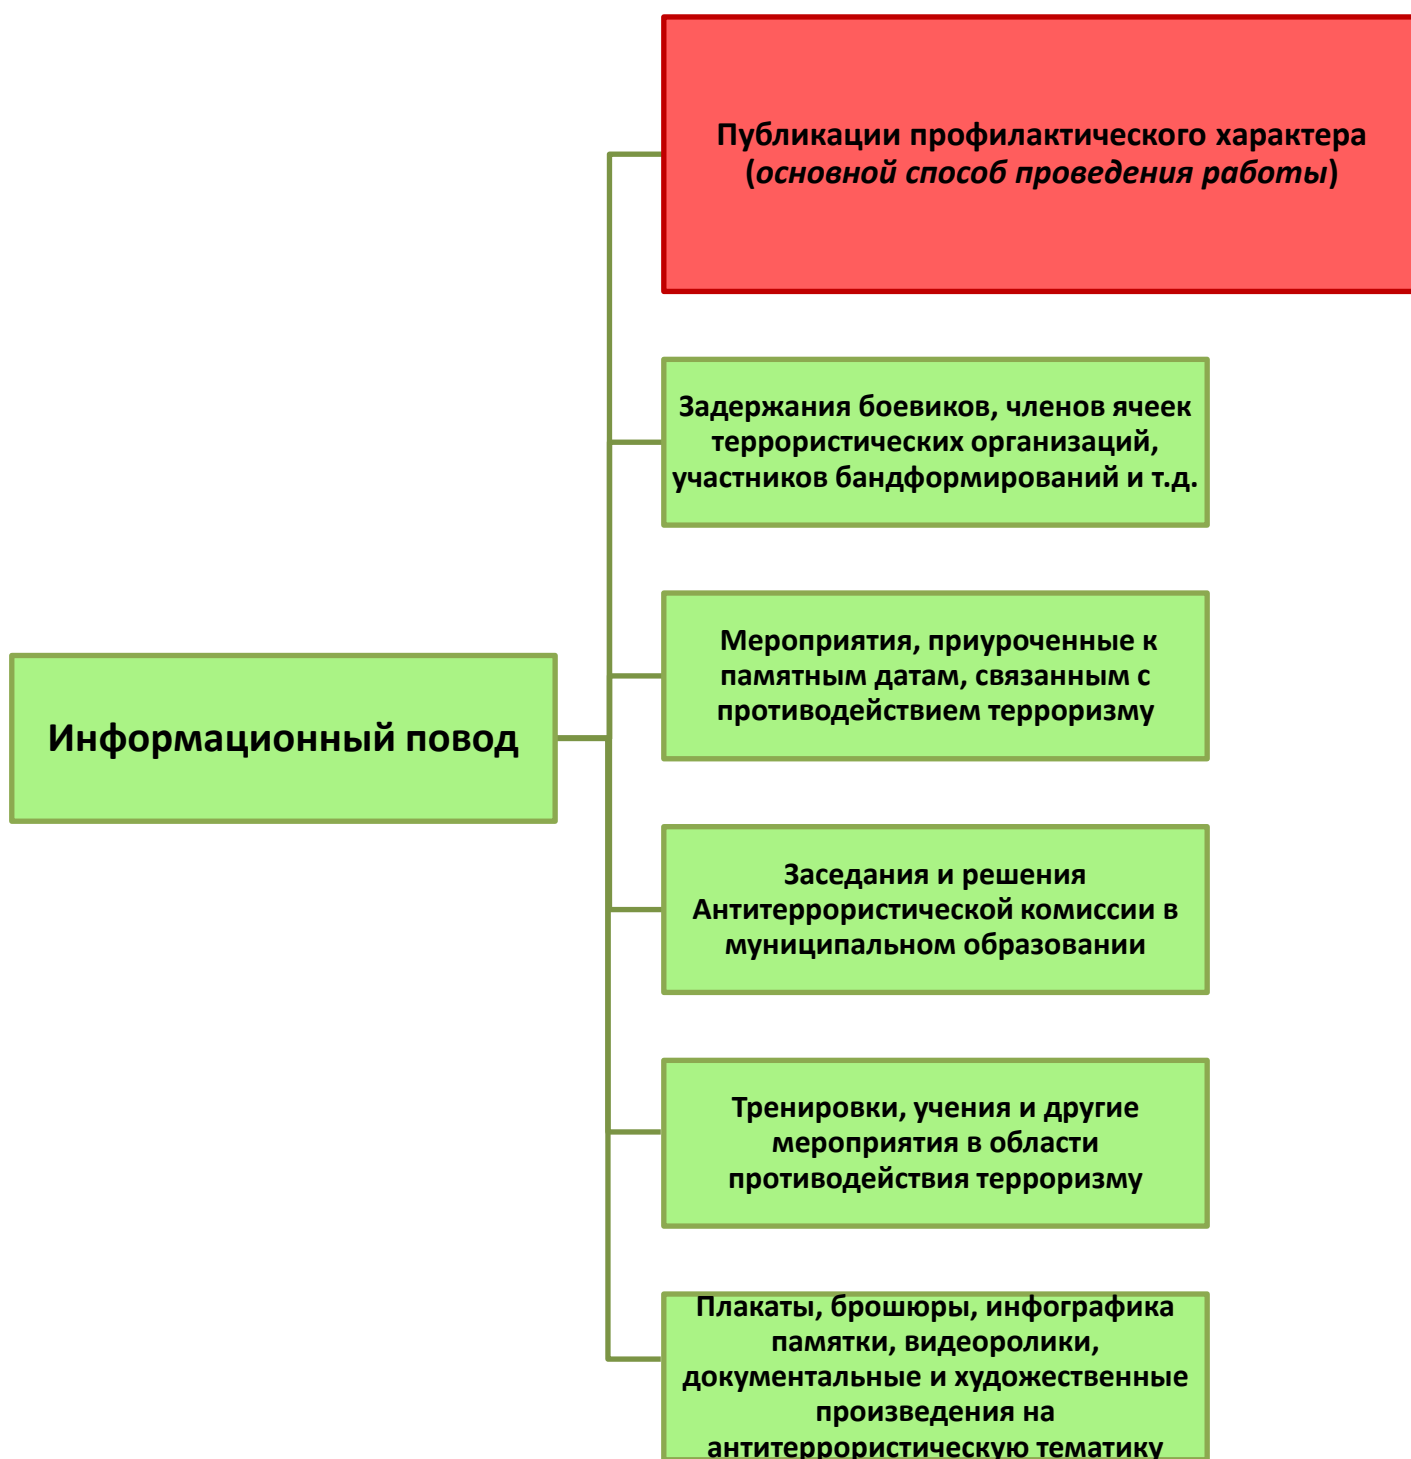 Публикации профилактического характера
(основной способ проведения работы)
Задержания боевиков, членов ячеек
террористических организаций,
участников бандформирований и т.д.
Мероприятия, приуроченные к
памятным датам, связанным с
противодействием терроризму
Информационный повод
Заседания и решения
Антитеррористической комиссии в
муниципальном образовании
Тренировки, учения и другие
мероприятия в области
противодействия терроризму
Плакаты, брошюры, инфографика
памятки, видеоролики,
документальные и художественные
произведения на
антитеррористическую тематику